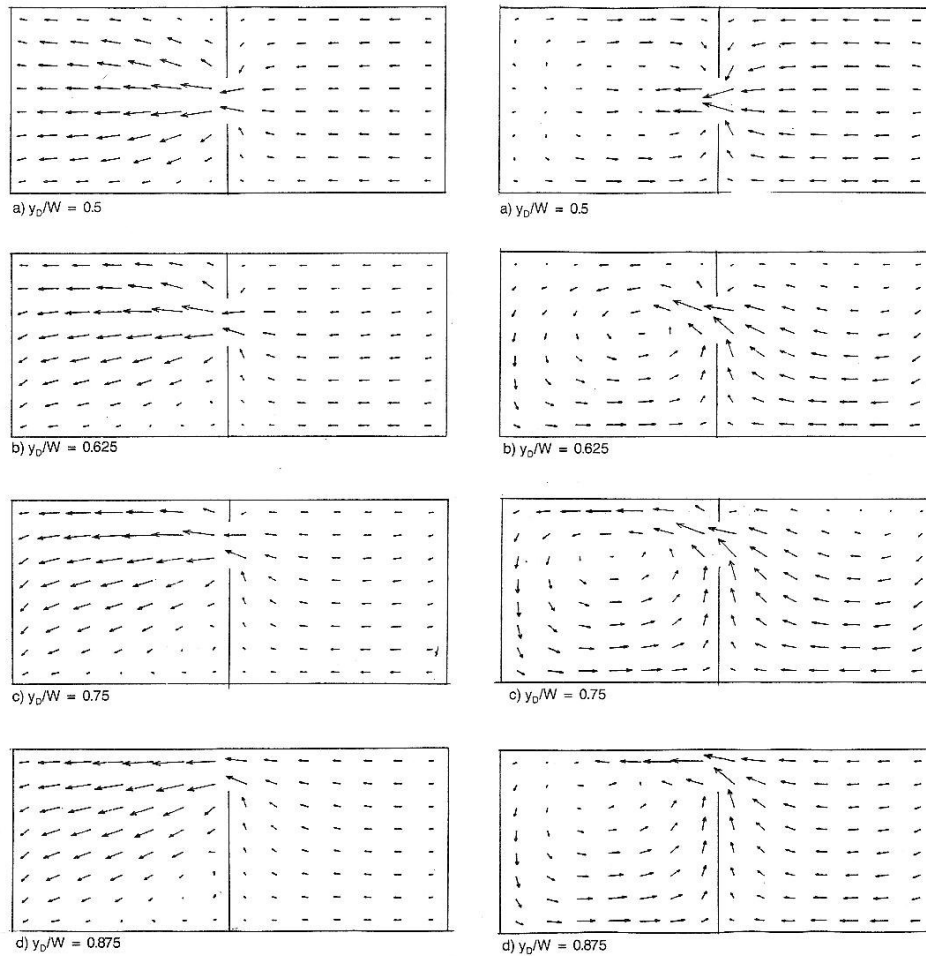 a) y_D/W = 0.5
a) y_D/W = 0.5
b) y_D/W = 0.625
b) y_D/W = 0.625
c) y_D/W = 0.75
c) y_D/W = 0.75
d) y_D/W = 0.875
d) y_D/W = 0.875